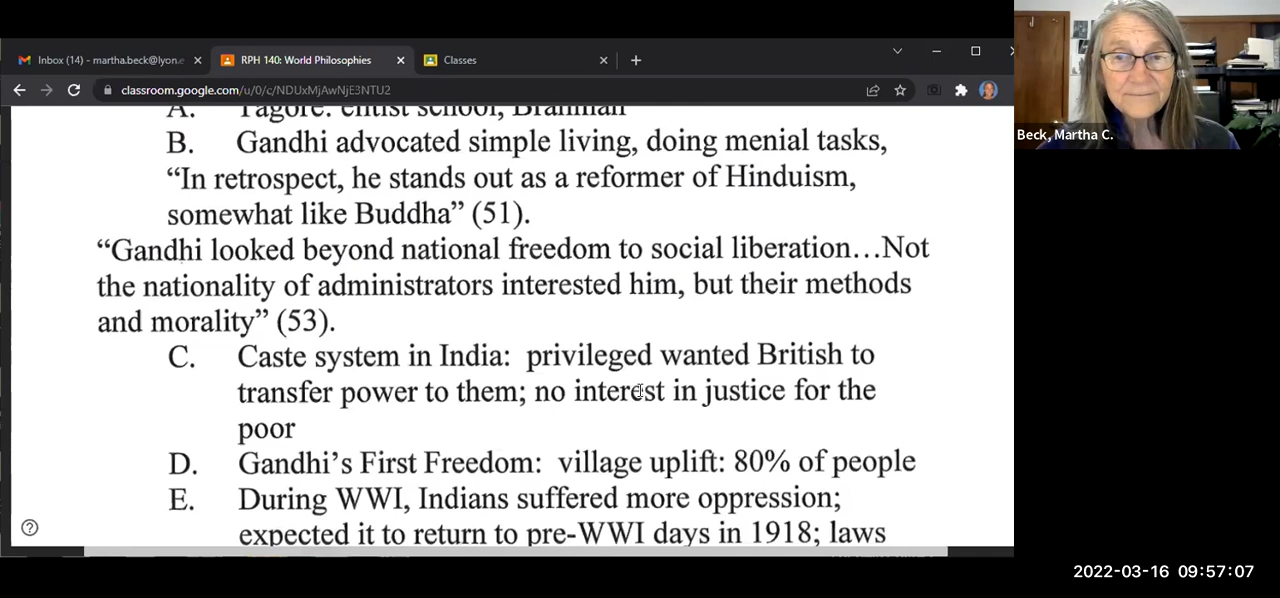 Inbox (14) - martha.beck@lyon.e
RPH 140: World Philosophies
Classes
classroom.google.com/u/0/c/NDUxMjAwNjE3NTU2
A. Tagore: elitist school, Brahman
B. Gandhi advocated simple living, doing menial tasks,
“In retrospect, he stands out as a reformer of Hinduism,
somewhat like Buddha” (51).
“Gandhi looked beyond national freedom to social liberation…Not
the nationality of administrators interested him, but their methods
and morality” (53).
C. Caste system in India: privileged wanted British to
transfer power to them; no interest in justice for the
poor
D. Gandhi’s First Freedom: village uplift: 80% of people
E. During WWI, Indians suffered more oppression;
expected it to return to pre-WWI days in 1918; laws
Beck, Martha C.
2022-03-16 09:57:07